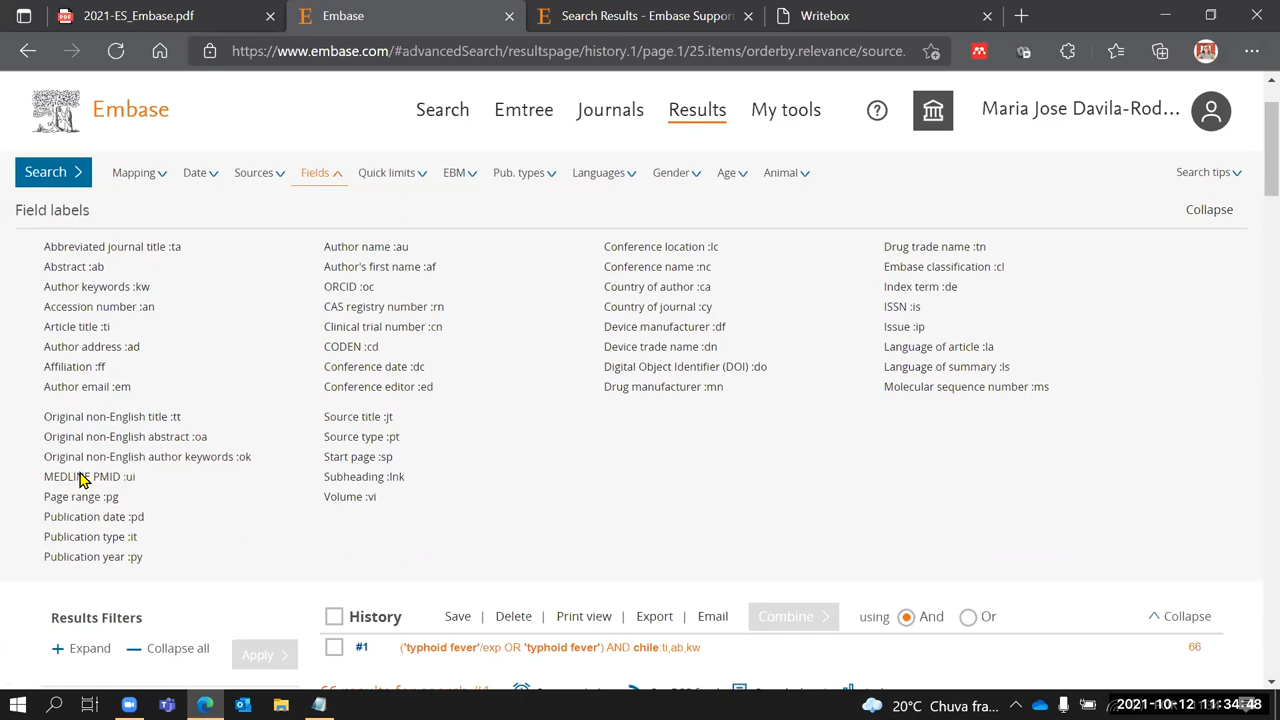 2021-ES_Embase.pdf
Embase
Search Results - Embase Suppor
Writebox
https://www.embase.com/#advancedSearch/resultspage/history.1/page.1/25.items/orderby.relevance/source.
Embase
Search
Emtree
Journals
Results
My tools
Maria Jose Davila-Rod...
Search
Mapping
Date
Sources
Fields
Quick limits
EBM
Pub. types
Languages
Gender
Age
Animal
Search tips
Field labels
Collapse
Abbreviated journal title :ta
Abstract :ab
Author keywords :kw
Accession number :an
Article title :ti
Author address :ad
Affiliation :ff
Author email :em
Author name :au
Author's first name :af
ORCID :oc
CAS registry number :rn
Clinical trial number :cn
CODEN :cd
Conference date :dc
Conference editor :ed
Conference location :lc
Conference name :nc
Country of author :ca
Country of journal :cy
Device manufacturer :df
Device trade name :dn
Digital Object Identifier (DOI) :do
Drug manufacturer :mn
Drug trade name :tn
Embase classification :cl
Index term :de
ISSN :is
Issue :ip
Language of article :la
Language of summary :ls
Molecular sequence number :ms
Original non-English title :tt
Original non-English abstract :oa
Original non-English author keywords :ok
MEDLINE PMID :ui
Page range :pg
Publication date :pd
Publication type :it
Publication year :py
Source title :jt
Source type :pt
Start page :sp
Subheading :lnk
Volume :vi
Results Filters
Expand
Collapse all
Apply
History
Save | Delete | Print view | Export | Email
Combine
using
And
Or
Collapse
#1
('typhoid fever'/exp OR 'typhoid fever') AND chile:ti,ab,kw
66
66 results for search #1
20°C Chuva fra...
2021-10-12 11:34:48